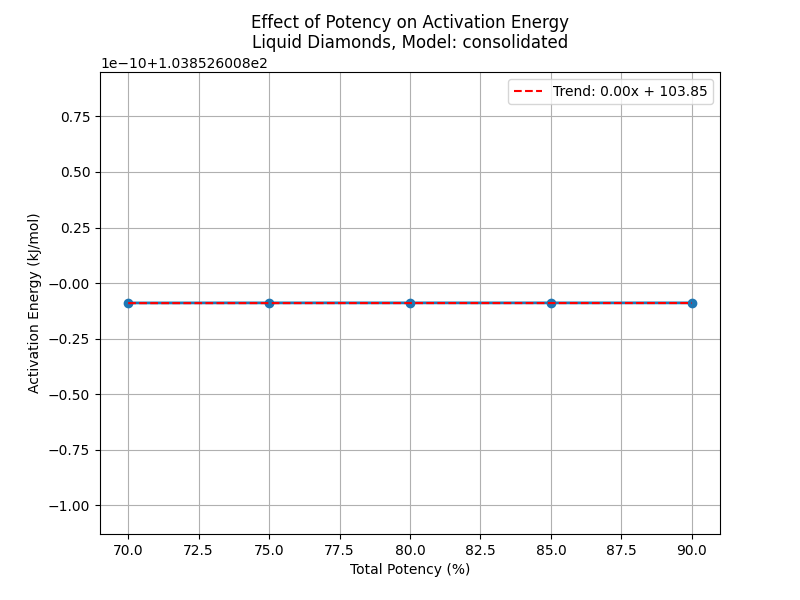 Effect of Potency on Activation Energy
Liquid Diamonds, Model: consolidated
1e−10+1.038526008e2
Trend: 0.00x + 103.85
0.75
0.50
0.25
−0.00
−0.25
−0.50
−0.75
−1.00
Activation Energy (kJ/mol)
70.0 72.5 75.0 77.5 80.0 82.5 85.0 87.5 90.0
Total Potency (%)